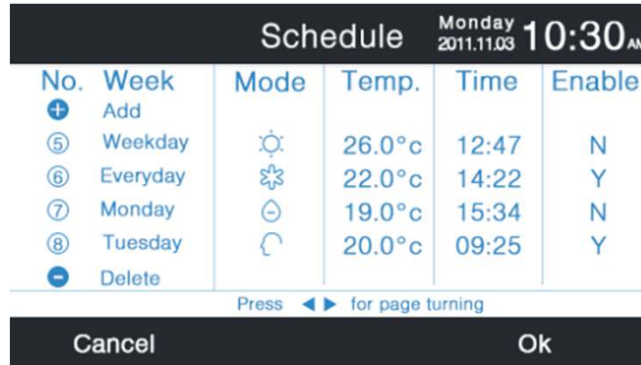 Schedule Monday 2011.11.03 10:30 AM
No. Week Mode Temp. Time Enable
Add
5 Weekday 26.0°c 12:47 N
6 Everyday 22.0°c 14:22 Y
7 Monday 19.0°c 15:34 N
8 Tuesday 20.0°c 09:25 Y
Delete
Press ◀ ▶ for page turning
Cancel Ok